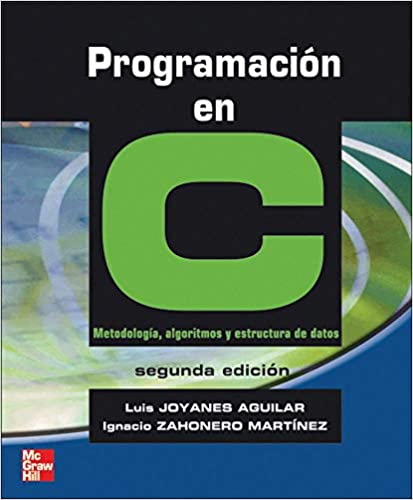 Programación
en
C
Metodología, algoritmos y estructura de datos
segunda edición
Luis JOYANES AGUILAR
Ignacio ZAHONERO MARTÍNEZ
Mc
Graw
Hill